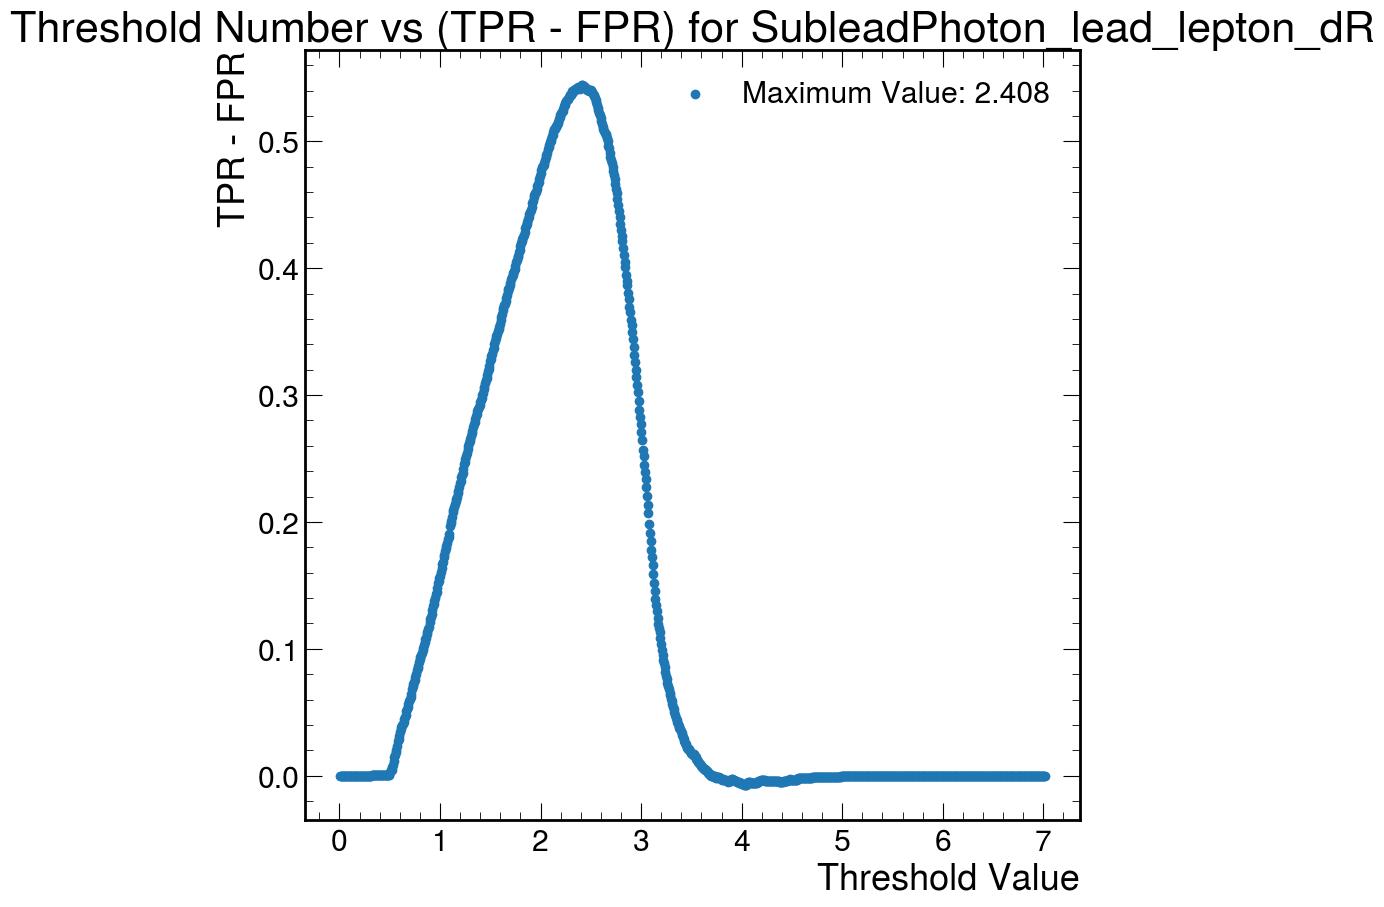 Threshold Number vs (TPR - FPR) for SubleadPhoton_lead_lepton_dR
TPR - FPR
Maximum Value: 2.408
0.5
0.4
0.3
0.2
0.1
0.0
0 1 2 3 4 5 6 7
Threshold Value